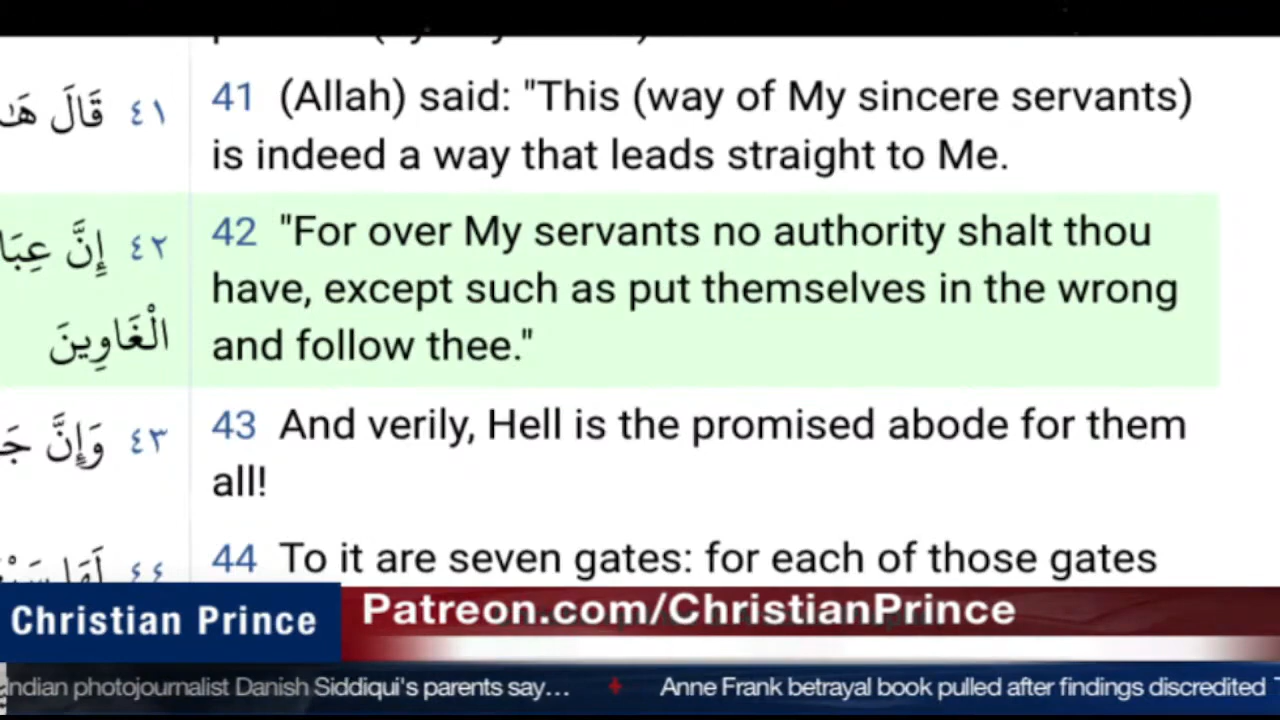 ٤١ قَالَ
41 (Allah) said: "This (way of My sincere servants)
is indeed a way that leads straight to Me.
٤٢ إِنَّ
42 "For over My servants no authority shalt thou
have, except such as put themselves in the wrong
and follow thee."
الْغَاوِينَ
٤٣ وَإِنَّ
43 And verily, Hell is the promised abode for them
all!
٤٤
44 To it are seven gates: for each of those gates
Christian Prince
Patreon.com/ChristianPrince
ndian photojournalist Danish Siddiqui's parents say... Anne Frank betrayal book pulled after findings discredited